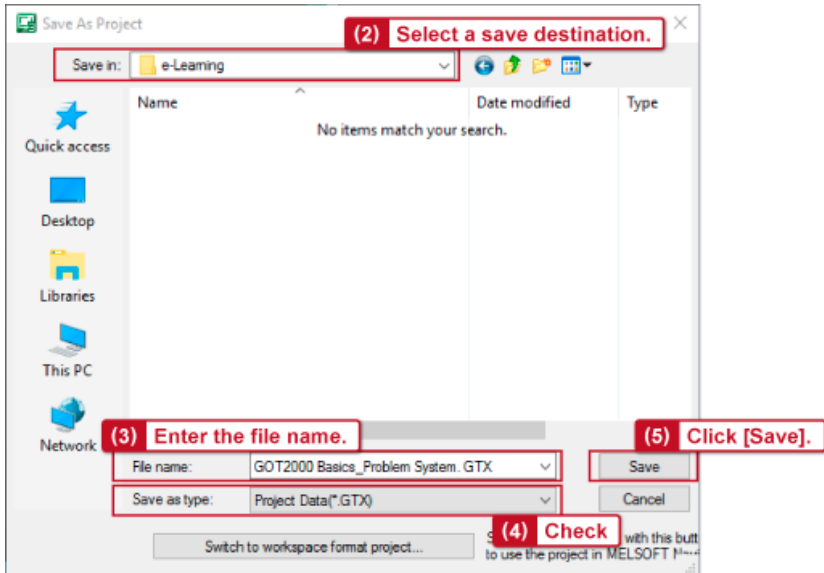 Save As Project
(2) Select a save destination.
Save in: e-Learning
Name Date modified Type
No items match your search.
Quick access
Desktop
Libraries
This PC
Network
(3) Enter the file name.
(5) Click [Save].
File name: GOT2000 Basics_Problem System.GTX Save
Save as type: Project Data(*.GTX) Cancel
(4) Check
Switch to workspace format project... with this butt
to use the project in MELSOFT